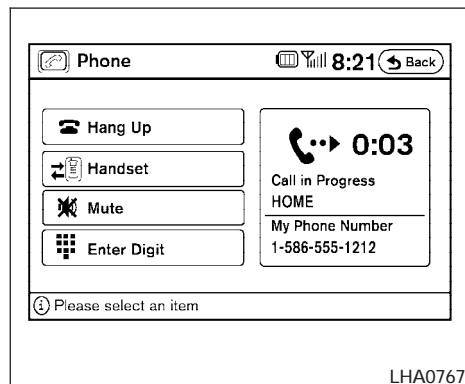 Phone 8:21 Back
Hang Up
Handset
Mute
Enter Digit
0:03
Call in Progress
HOME
My Phone Number
1-586-555-1212
i Please select an item
LHA0767